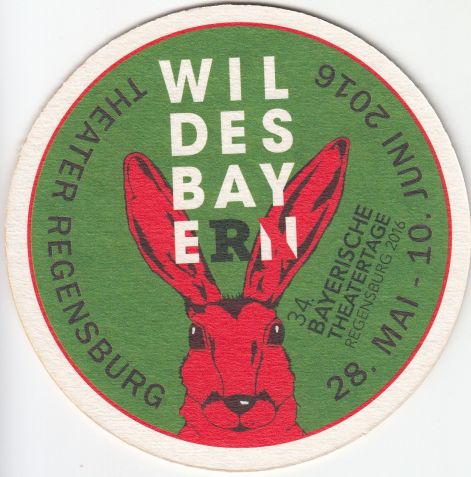 WIL
DES
BAY
ERN
THEATER REGENSBURG
34.
BAYERISCHE
THEATERTAGE
REGENSBURG 2016
28. MAI - 10. JUNI 2016